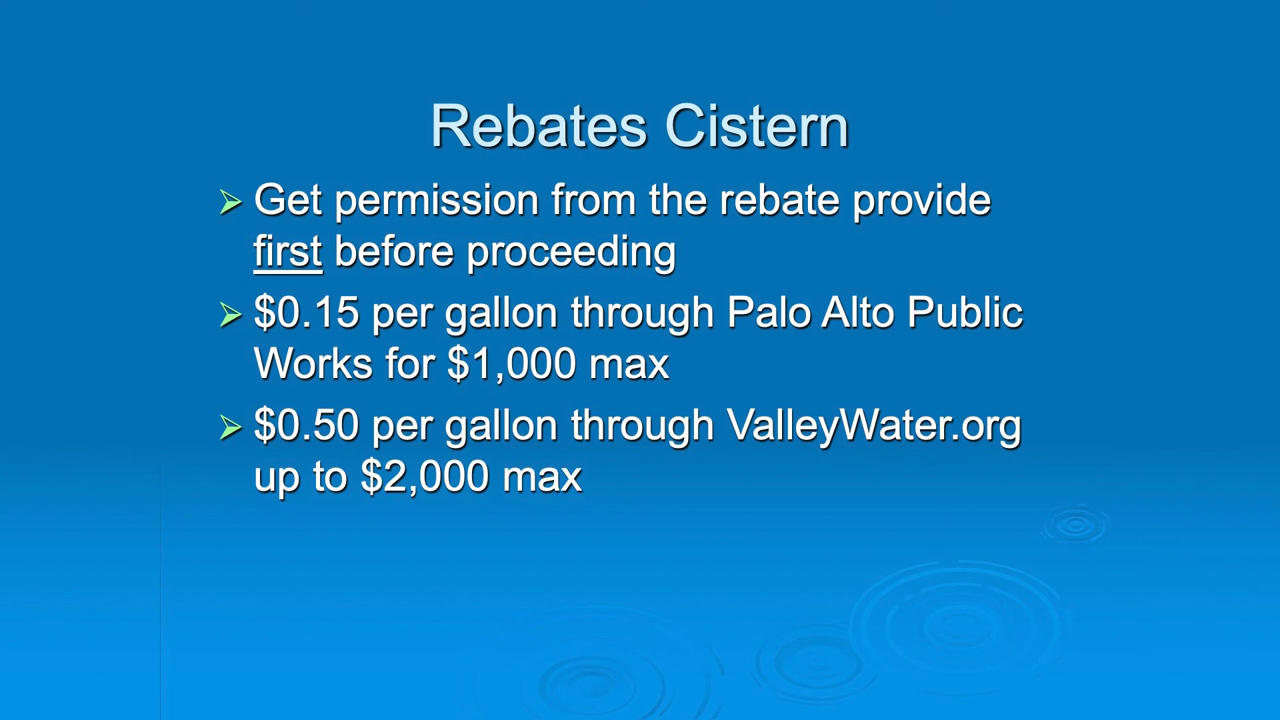 Rebates Cistern
Get permission from the rebate provide
first before proceeding
$0.15 per gallon through Palo Alto Public
Works for $1,000 max
$0.50 per gallon through ValleyWater.org
up to $2,000 max